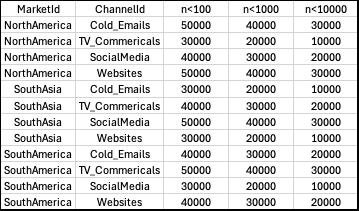 MarketId ChannelId n<100 n<1000 n<10000
NorthAmerica Cold_Emails 50000 40000 30000
NorthAmerica TV_Commericals 30000 20000 10000
NorthAmerica SocialMedia 40000 30000 20000
NorthAmerica Websites 50000 40000 30000
SouthAsia Cold_Emails 30000 20000 10000
SouthAsia TV_Commericals 40000 30000 20000
SouthAsia SocialMedia 50000 40000 30000
SouthAsia Websites 30000 20000 10000
SouthAmerica Cold_Emails 40000 30000 20000
SouthAmerica TV_Commericals 50000 40000 30000
SouthAmerica SocialMedia 30000 20000 10000
SouthAmerica Websites 40000 30000 20000